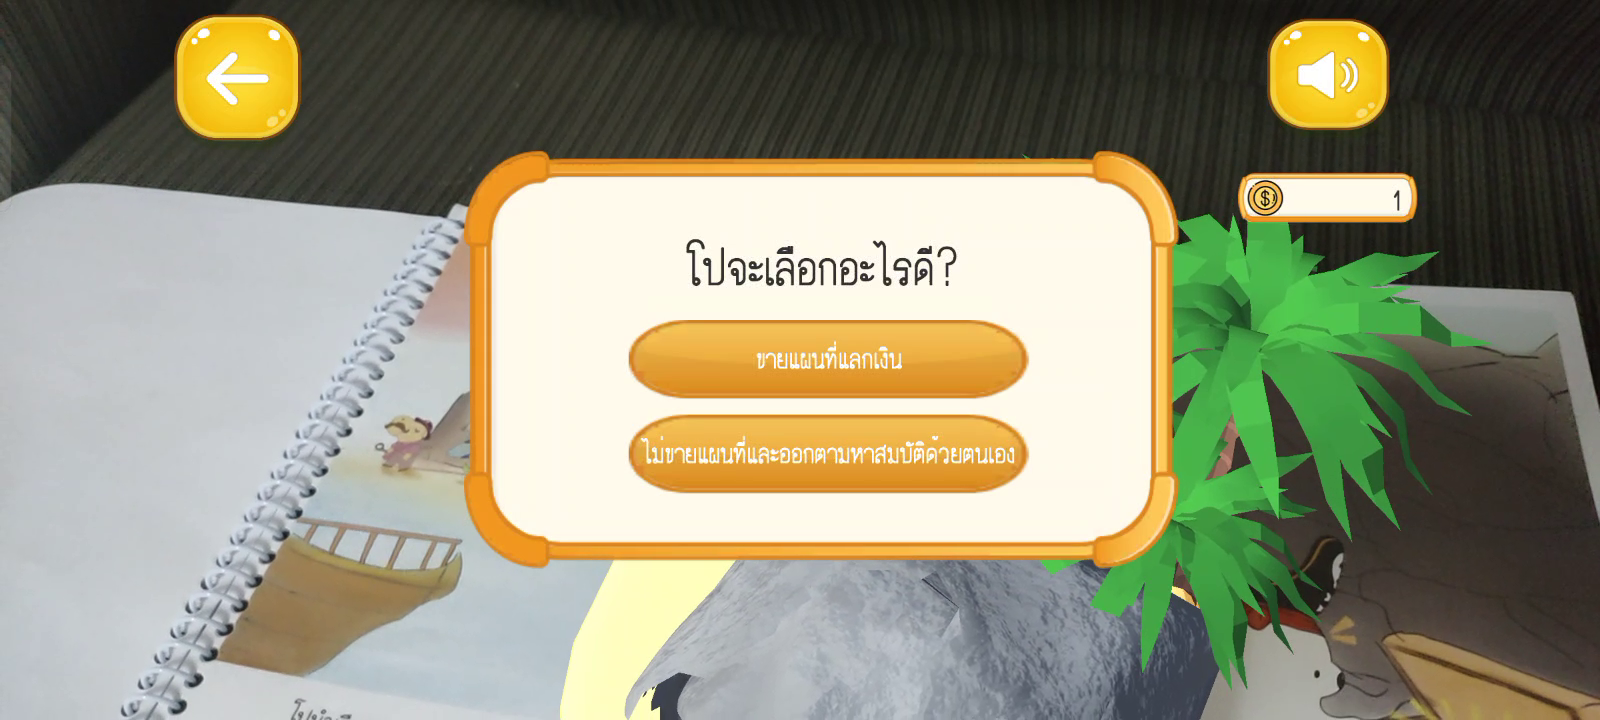 1
โปจะเลือกอะไรดี?
ขายแผนที่แลกเงิน
ไม่ขายแผนที่และออกตามหาสมบัติด้วยตนเอง